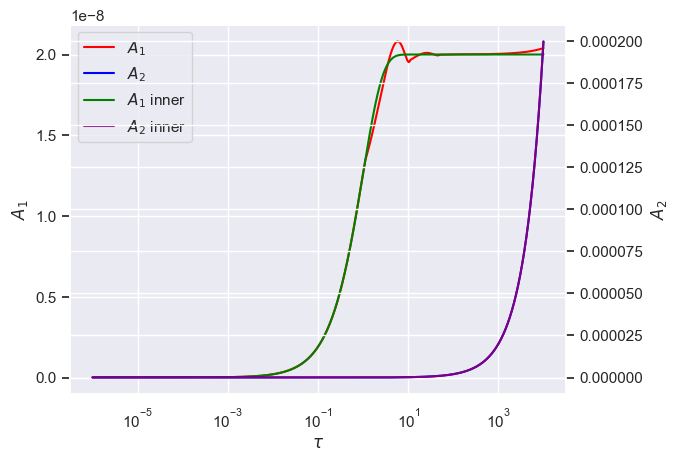 1e−8
A₁
A₂
A₁ inner
A₂ inner
2.0
1.5
1.0
0.5
0.0
A₁
0.000200
0.000175
0.000150
0.000125
0.000100
0.000075
0.000050
0.000025
0.000000
A₂
10⁻⁵
10⁻³
10⁻¹
10¹
10³
τ